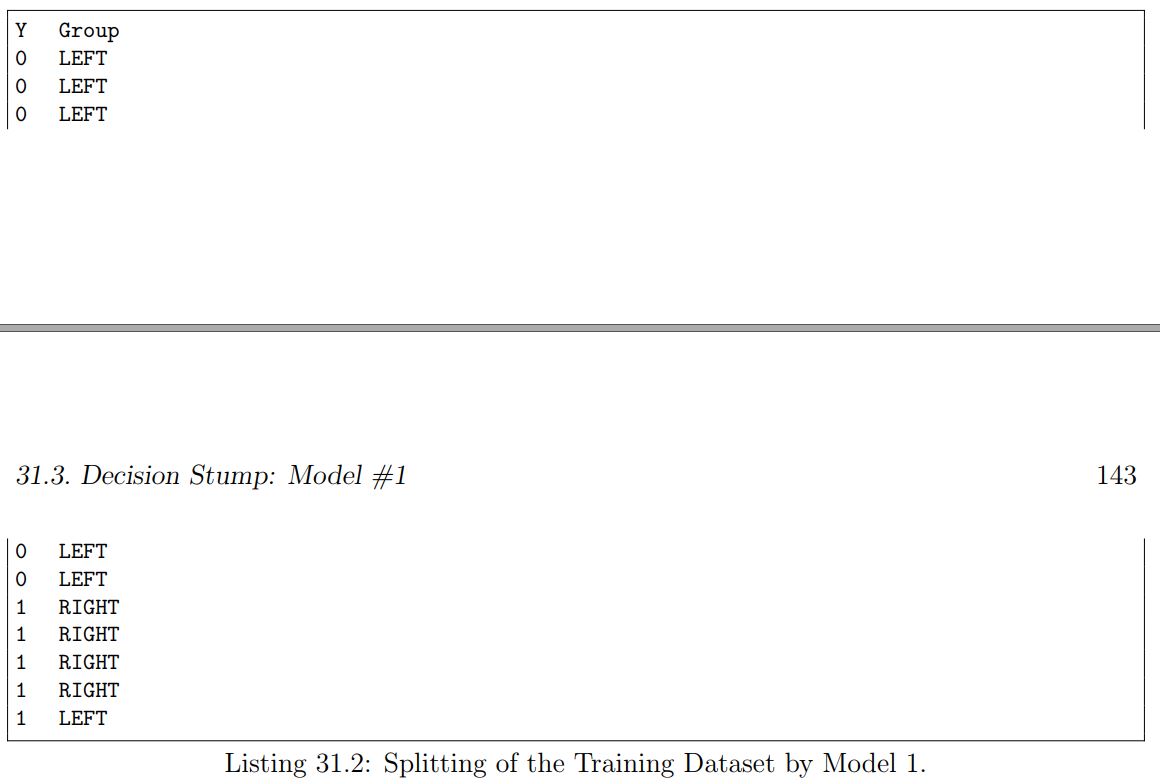 Y Group
0 LEFT
0 LEFT
0 LEFT
31.3. Decision Stump: Model #1 143
0 LEFT
0 LEFT
1 RIGHT
1 RIGHT
1 RIGHT
1 RIGHT
1 LEFT
Listing 31.2: Splitting of the Training Dataset by Model 1.